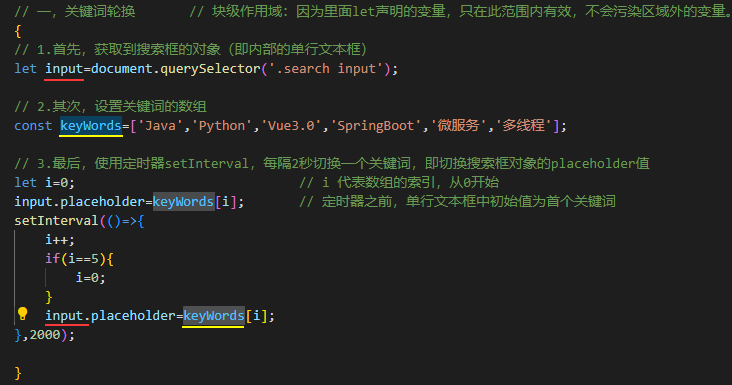 // 一，关键词轮换 // 块级作用域：因为里面let声明的变量，只在此范围内有效，不会污染区域外的变量。
{
// 1.首先，获取到搜索框的对象（即内部的单行文本框）
let input=document.querySelector('.search input');
// 2.其次，设置关键词的数组
const keyWords=['Java','Python','Vue3.0','SpringBoot','微服务','多线程'];
// 3.最后，使用定时器setInterval，每隔2秒切换一个关键词，即切换搜索框对象的placeholder值
let i=0; // i 代表数组的索引，从0开始
input.placeholder=keyWords[i]; // 定时器之前，单行文本框中初始值为首个关键词
setInterval(()=>{
i++;
if(i==5){
i=0;
}
input.placeholder=keyWords[i];
},2000);
}